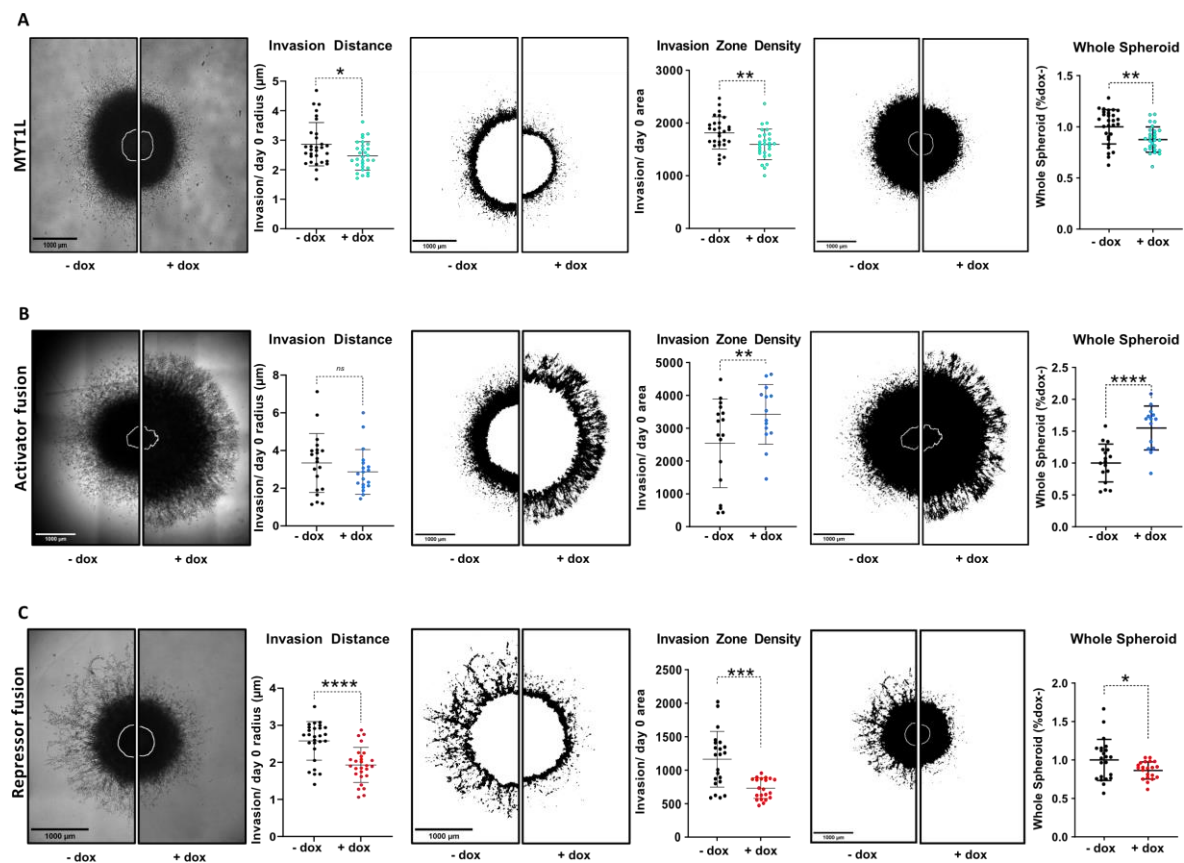 A
MYT1L
1000 µm
- dox
+ dox
Invasion Distance
Invasion/ day 0 radius (µm)
5
4
3
2
1
0
*
- dox
+ dox
1000 µm
- dox
+ dox
Invasion Zone Density
Invasion/ day 0 area
3000
2000
1000
0
**
- dox
+ dox
1000 µm
- dox
+ dox
Whole Spheroid
Whole Spheroid (%dox-)
1.5
1.0
0.5
0.0
**
- dox
+ dox
B
Activator fusion
1000 µm
- dox
+ dox
Invasion Distance
Invasion/ day 0 radius (µm)
8
6
4
2
0
ns
- dox
+ dox
1000 µm
- dox
+ dox
Invasion Zone Density
Invasion/ day 0 area
5000
4000
3000
2000
1000
0
**
- dox
+ dox
1000 µm
- dox
+ dox
Whole Spheroid
Whole Spheroid (%dox-)
2.5
2.0
1.5
1.0
0.5
0.0
****
- dox
+ dox
C
Repressor fusion
1000 µm
- dox
+ dox
Invasion Distance
Invasion/ day 0 radius (µm)
4
3
2
1
0
****
- dox
+ dox
1000 µm
- dox
+ dox
Invasion Zone Density
Invasion/ day 0 area
2500
2000
1500
1000
500
0
***
- dox
+ dox
1000 µm
- dox
+ dox
Whole Spheroid
Whole Spheroid (%dox-)
2.0
1.5
1.0
0.5
0.0
*
- dox
+ dox